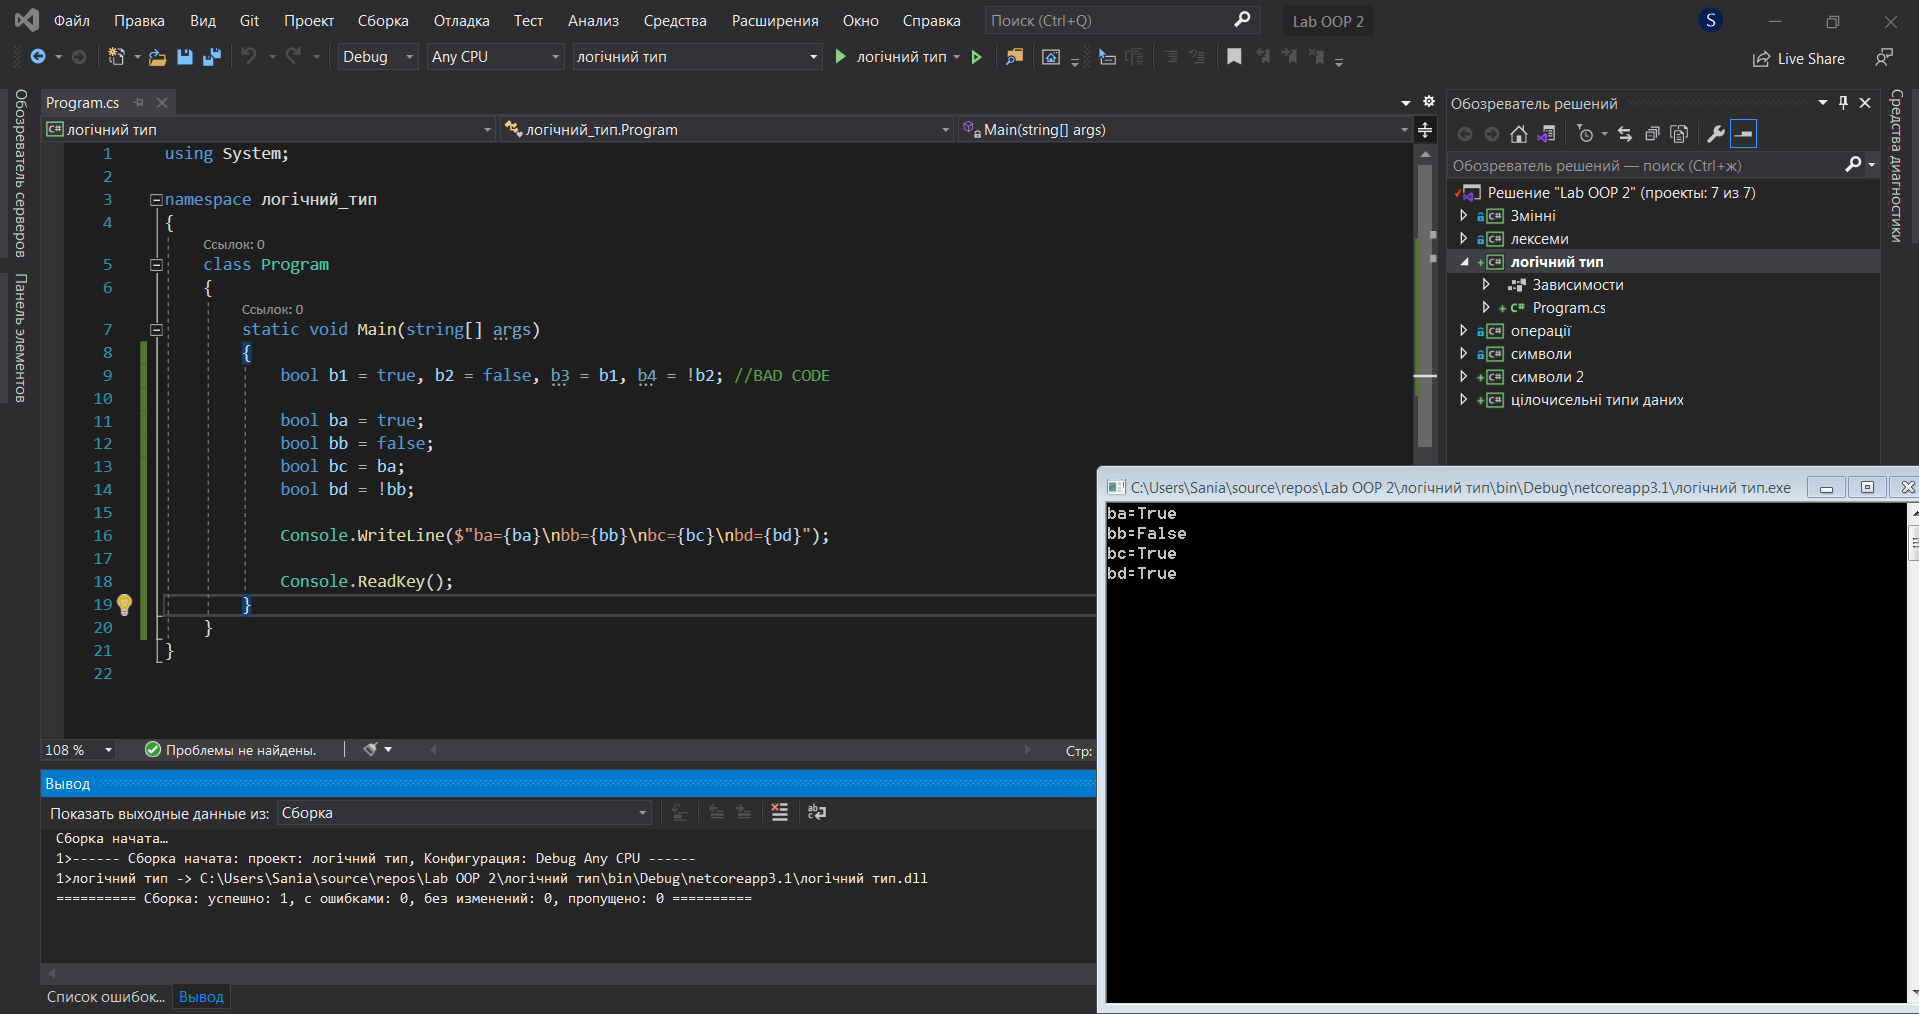 Файл Правка Вид Git Проект Сборка Отладка Тест Анализ Средства Расширения Окно Справка Поиск (Ctrl+Q) Lab OOP 2 S
Debug Any CPU логічний тип логічний тип Live Share
Обозреватель серверов
Панель элементов
Program.cs
C# логічний тип логічний_тип.Program Main(string[] args)
1 using System;
2
3 namespace логічний_тип
4 {
Ссылок: 0
5 class Program
6 {
Ссылок: 0
7 static void Main(string[] args)
8 {
9 bool b1 = true, b2 = false, b3 = b1, b4 = !b2; //BAD CODE
10
11 bool ba = true;
12 bool bb = false;
13 bool bc = ba;
14 bool bd = !bb;
15
16 Console.WriteLine($"ba={ba}\nbb={bb}\nbc={bc}\nbd={bd}");
17
18 Console.ReadKey();
19 }
20 }
21 }
22
108 % Проблемы не найдены. Стр:
Вывод
Показать выходные данные из: Сборка
Сборка начата…
1>------ Сборка начата: проект: логічний тип, Конфигурация: Debug Any CPU ------
1>логічний тип -> C:\Users\Sania\source\repos\Lab OOP 2\логічний тип\bin\Debug\netcoreapp3.1\логічний тип.dll
========== Сборка: успешно: 1, с ошибками: 0, без изменений: 0, пропущено: 0 ==========
Список ошибок... Вывод
Обозреватель решений
Обозреватель решений — поиск (Ctrl+ж)
Решение "Lab OOP 2" (проекты: 7 из 7)
C# Змінні
C# лексеми
C# логічний тип
Зависимости
C# Program.cs
C# операції
C# символи
C# символи 2
C# цілочисельні типи даних
Средства диагностики
C:\Users\Sania\source\repos\Lab OOP 2\логічний тип\bin\Debug\netcoreapp3.1\логічний тип.exe
ba=True
bb=False
bc=True
bd=True